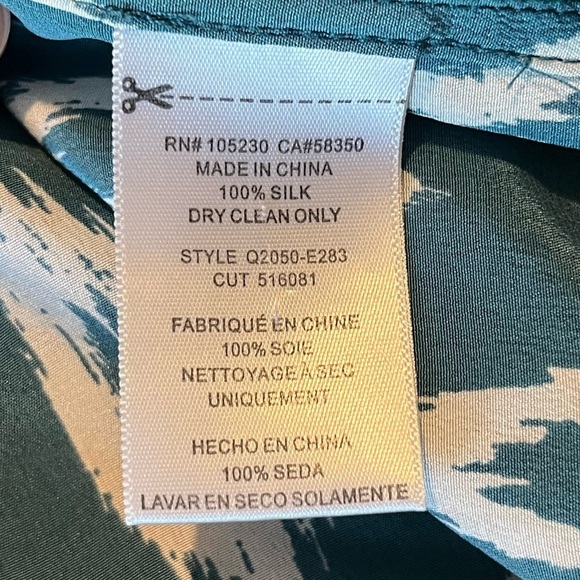 RN# 105230 CA#58350
MADE IN CHINA
100% SILK
DRY CLEAN ONLY
STYLE Q2050-E283
CUT 516081
FABRIQUÉ EN CHINE
100% SOIE
NETTOYAGE À SEC
UNIQUEMENT
HECHO EN CHINA
100% SEDA
LAVAR EN SECO SOLAMENTE